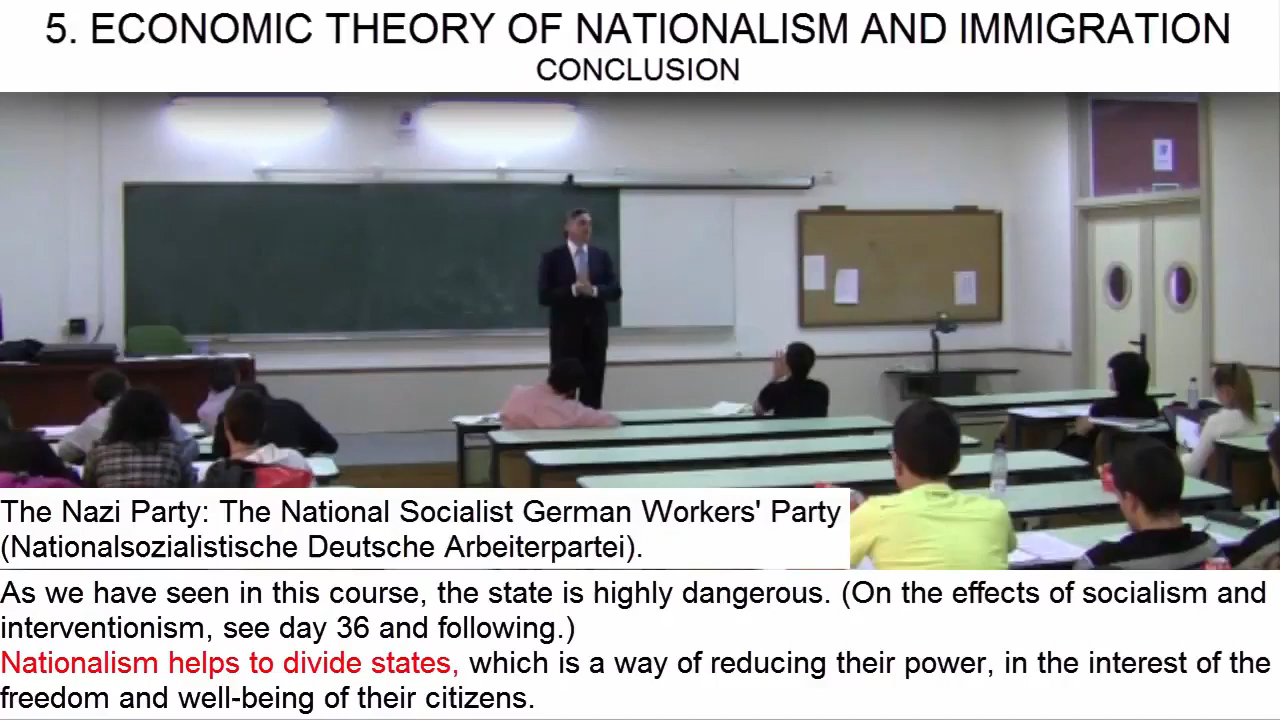 5. ECONOMIC THEORY OF NATIONALISM AND IMMIGRATION
CONCLUSION
The Nazi Party: The National Socialist German Workers' Party
(Nationalsozialistische Deutsche Arbeiterpartei).
As we have seen in this course, the state is highly dangerous. (On the effects of socialism and
interventionism, see day 36 and following.)
Nationalism helps to divide states, which is a way of reducing their power, in the interest of the
freedom and well-being of their citizens.